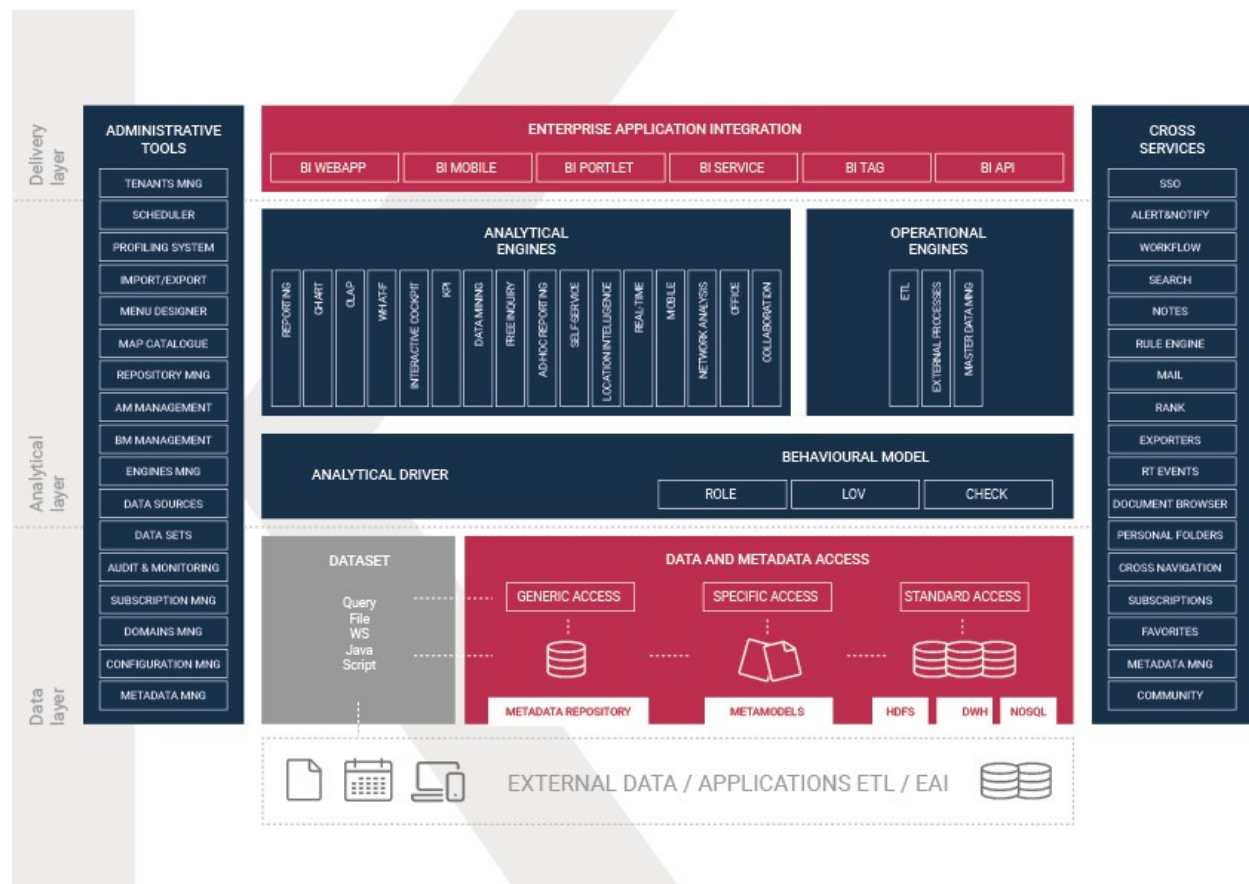 Delivery
layer
Analytical
layer
Data
layer
ADMINISTRATIVE
TOOLS
TENANTS MNG
SCHEDULER
PROFILING SYSTEM
IMPORT/EXPORT
MENU DESIGNER
MAP CATALOGUE
REPOSITORY MNG
AM MANAGEMENT
BM MANAGEMENT
ENGINES MNG
DATA SOURCES
DATA SETS
AUDIT & MONITORING
SUBSCRIPTION MNG
DOMAINS MNG
CONFIGURATION MNG
METADATA MNG
ENTERPRISE APPLICATION INTEGRATION
BI WEBAPP
BI MOBILE
BI PORTLET
BI SERVICE
BI TAG
BI API
ANALYTICAL
ENGINES
REPORTING
CHART
OLAP
WHAT-IF
INTERACTIVE COCKPIT
KPI
DATA MINING
FREE INQUIRY
AD-HOC REPORTING
SELF-SERVICE
LOCATION INTELLIGENCE
REAL-TIME
MOBILE
NETWORK ANALYSIS
OFFICE
COLLABORATION
OPERATIONAL
ENGINES
ETL
EXTERNAL PROCESSES
MASTER DATA MNG
ANALYTICAL DRIVER
BEHAVIOURAL MODEL
ROLE
LOV
CHECK
DATASET
Query
File
WS
Java
Script
DATA AND METADATA ACCESS
GENERIC ACCESS
SPECIFIC ACCESS
STANDARD ACCESS
METADATA REPOSITORY
METAMODELS
HDFS
DWH
NOSQL
EXTERNAL DATA / APPLICATIONS ETL / EAI
CROSS
SERVICES
SSO
ALERT&NOTIFY
WORKFLOW
SEARCH
NOTES
RULE ENGINE
MAIL
RANK
EXPORTERS
RT EVENTS
DOCUMENT BROWSER
PERSONAL FOLDERS
CROSS NAVIGATION
SUBSCRIPTIONS
FAVORITES
METADATA MNG
COMMUNITY